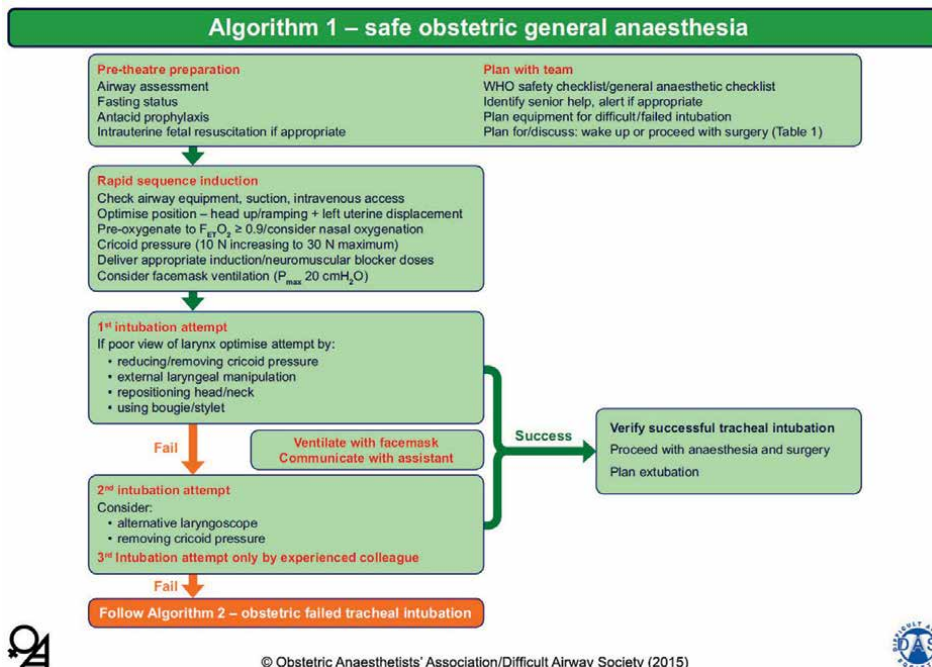 Algorithm 1 – safe obstetric general anaesthesia
Pre-theatre preparation
Airway assessment
Fasting status
Antacid prophylaxis
Intrauterine fetal resuscitation if appropriate
Plan with team
WHO safety checklist/general anaesthetic checklist
Identify senior help, alert if appropriate
Plan equipment for difficult/failed intubation
Plan for/discuss: wake up or proceed with surgery (Table 1)
Rapid sequence induction
Check airway equipment, suction, intravenous access
Optimise position – head up/ramping + left uterine displacement
Pre-oxygenate to FETO2 ≥ 0.9/consider nasal oxygenation
Cricoid pressure (10 N increasing to 30 N maximum)
Deliver appropriate induction/neuromuscular blocker doses
Consider facemask ventilation (Pmax 20 cmH2O)
1st intubation attempt
If poor view of larynx optimise attempt by:
• reducing/removing cricoid pressure
• external laryngeal manipulation
• repositioning head/neck
• using bougie/stylet
Fail
Ventilate with facemask
Communicate with assistant
Success
Verify successful tracheal intubation
Proceed with anaesthesia and surgery
Plan extubation
2nd intubation attempt
Consider:
• alternative laryngoscope
• removing cricoid pressure
3rd Intubation attempt only by experienced colleague
Fail
Follow Algorithm 2 – obstetric failed tracheal intubation
© Obstetric Anaesthetists' Association/Difficult Airway Society (2015)
DIFFICULT
DAS